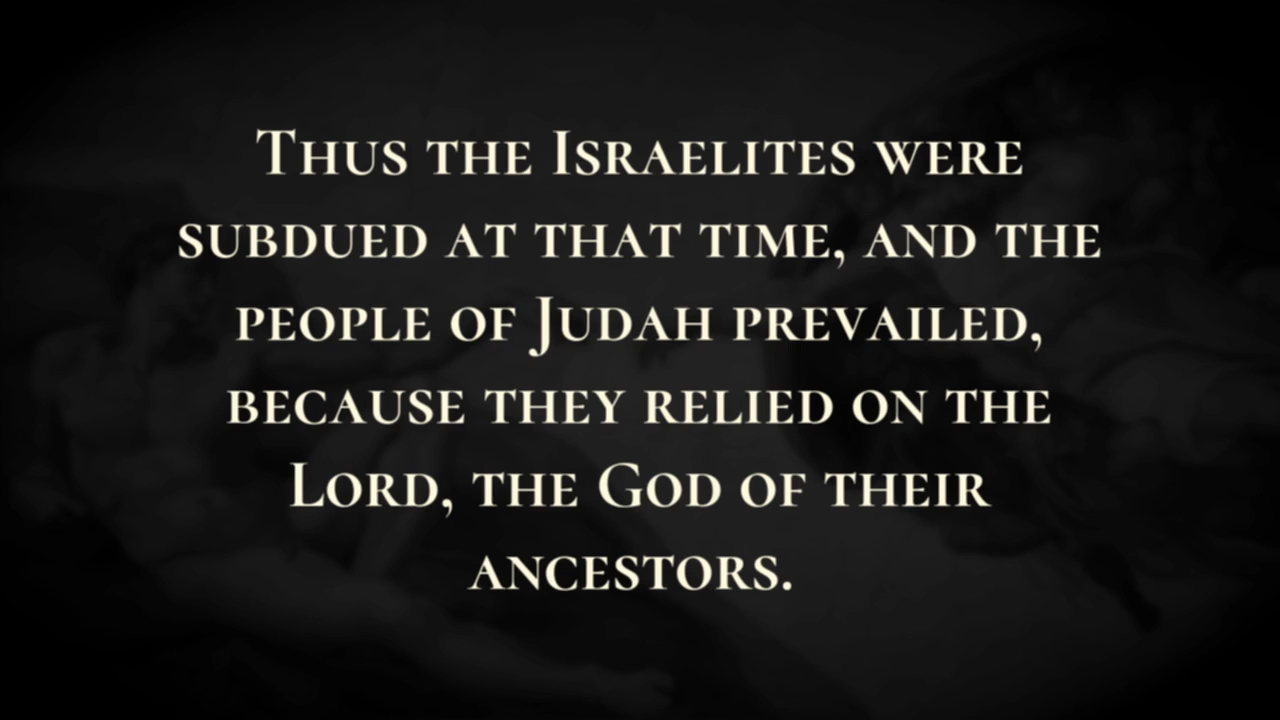 Thus the Israelites were
subdued at that time, and the
people of Judah prevailed,
because they relied on the
Lord, the God of their
ancestors.